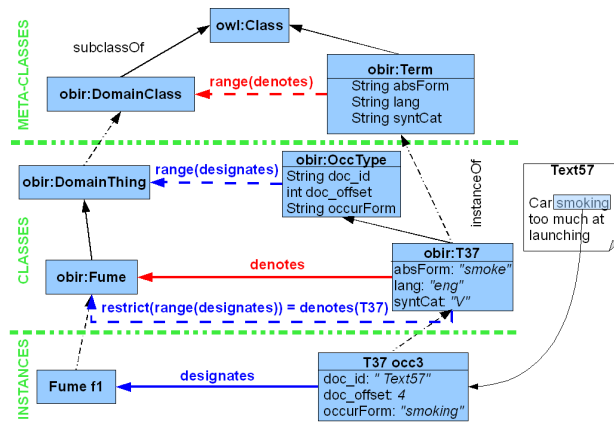 owl:Class
subclassOf
META-CLASSES
obir:DomainClass
range(denotes)
obir:Term
String absForm
String lang
String syntCat
obir:DomainThing
range(designates)
obir:OccType
String doc_id
int doc_offset
String occurForm
instanceOf
Text57
Car smoking
too much at
launching
CLASSES
obir:Fume
denotes
obir:T37
absForm: "smoke"
lang: "eng"
syntCat: "V"
restrict(range(designates)) = denotes(T37)
INSTANCES
Fume f1
designates
T37 occ3
doc_id: " Text57"
doc_offset: 4
occurForm: "smoking"